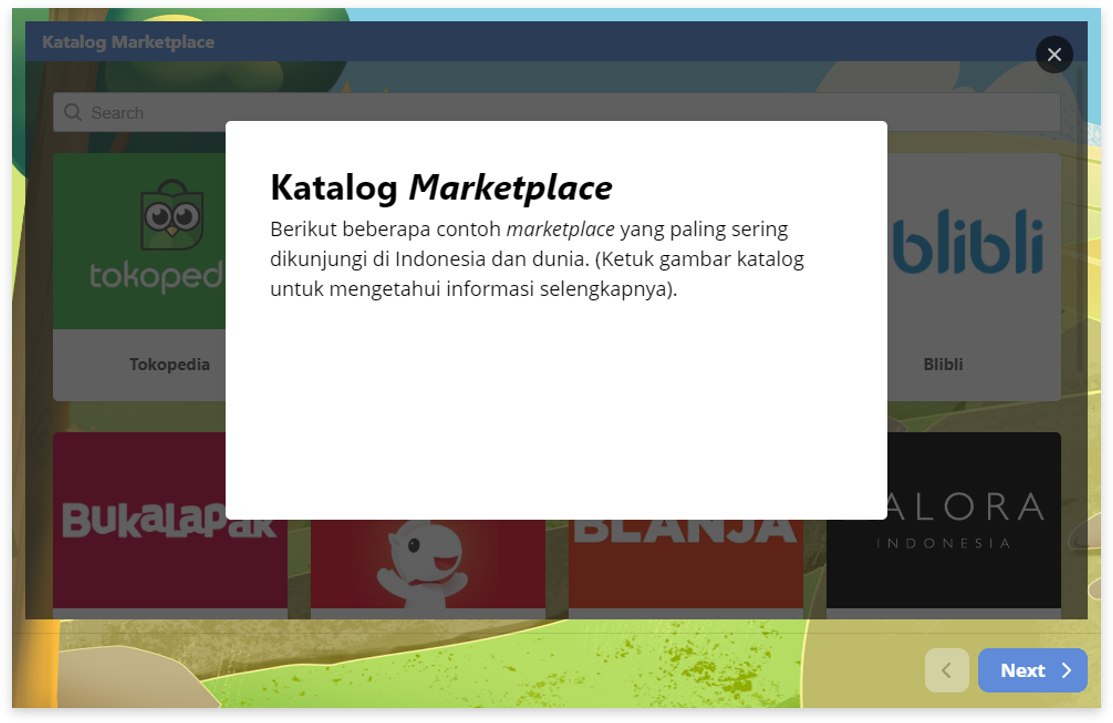 Katalog Marketplace
Search
Katalog Marketplace
Berikut beberapa contoh marketplace yang paling sering
dikunjungi di Indonesia dan dunia. (Ketuk gambar katalog
untuk mengetahui informasi selengkapnya).
tokoped
blibli
Tokopedia
Blibli
BUKALAPAK
BLANJA
ALORA
INDONESIA
Next